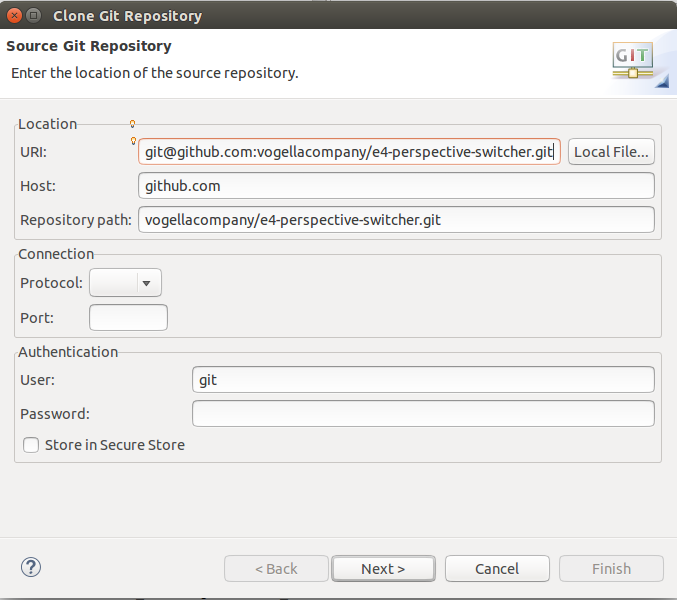 Clone Git Repository
Source Git Repository
Enter the location of the source repository.
GIT
Location
URI: git@github.com:vogellacompany/e4-perspective-switcher.git Local File...
Host: github.com
Repository path: vogellacompany/e4-perspective-switcher.git
Connection
Protocol:
Port:
Authentication
User: git
Password:
Store in Secure Store
? < Back Next > Cancel Finish